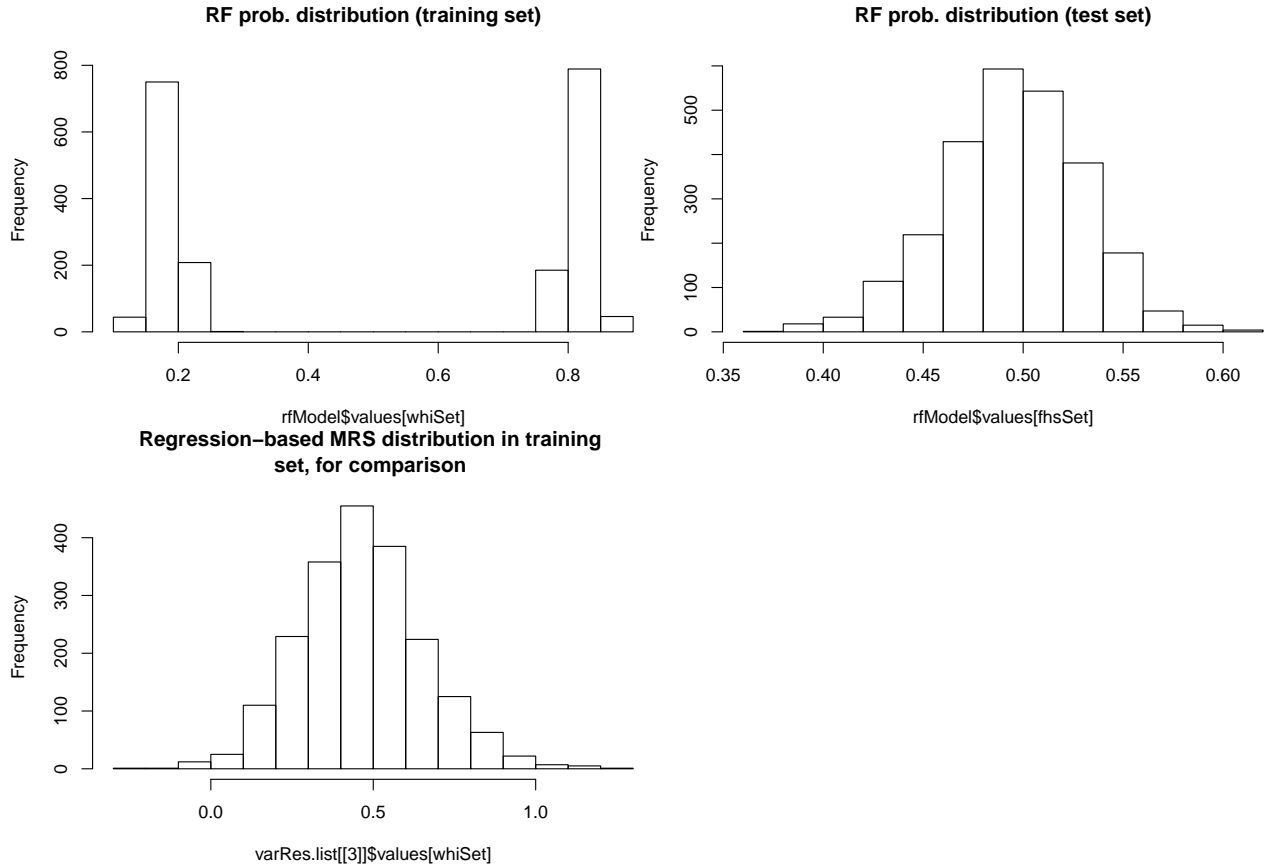 RF prob. distribution (training set)
Frequency
0 200 400 600 800
0.2 0.4 0.6 0.8
rfModel$values[whiSet]
RF prob. distribution (test set)
Frequency
100 300 500
0
0.35 0.40 0.45 0.50 0.55 0.60
rfModel$values[fhsSet]
Regression−based MRS distribution in training
set, for comparison
Frequency
0 100 200 300 400
0.0 0.5 1.0
varRes.list[[3]]$values[whiSet]